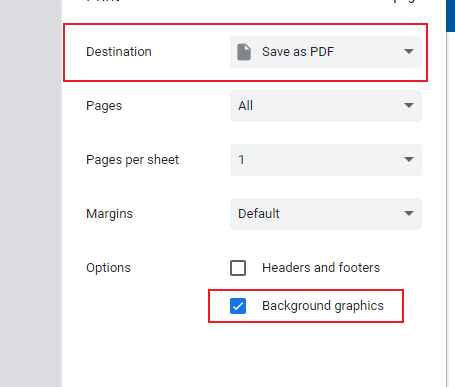 Destination
Save as PDF
Pages
All
Pages per sheet
1
Margins
Default
Options
Headers and footers
Background graphics